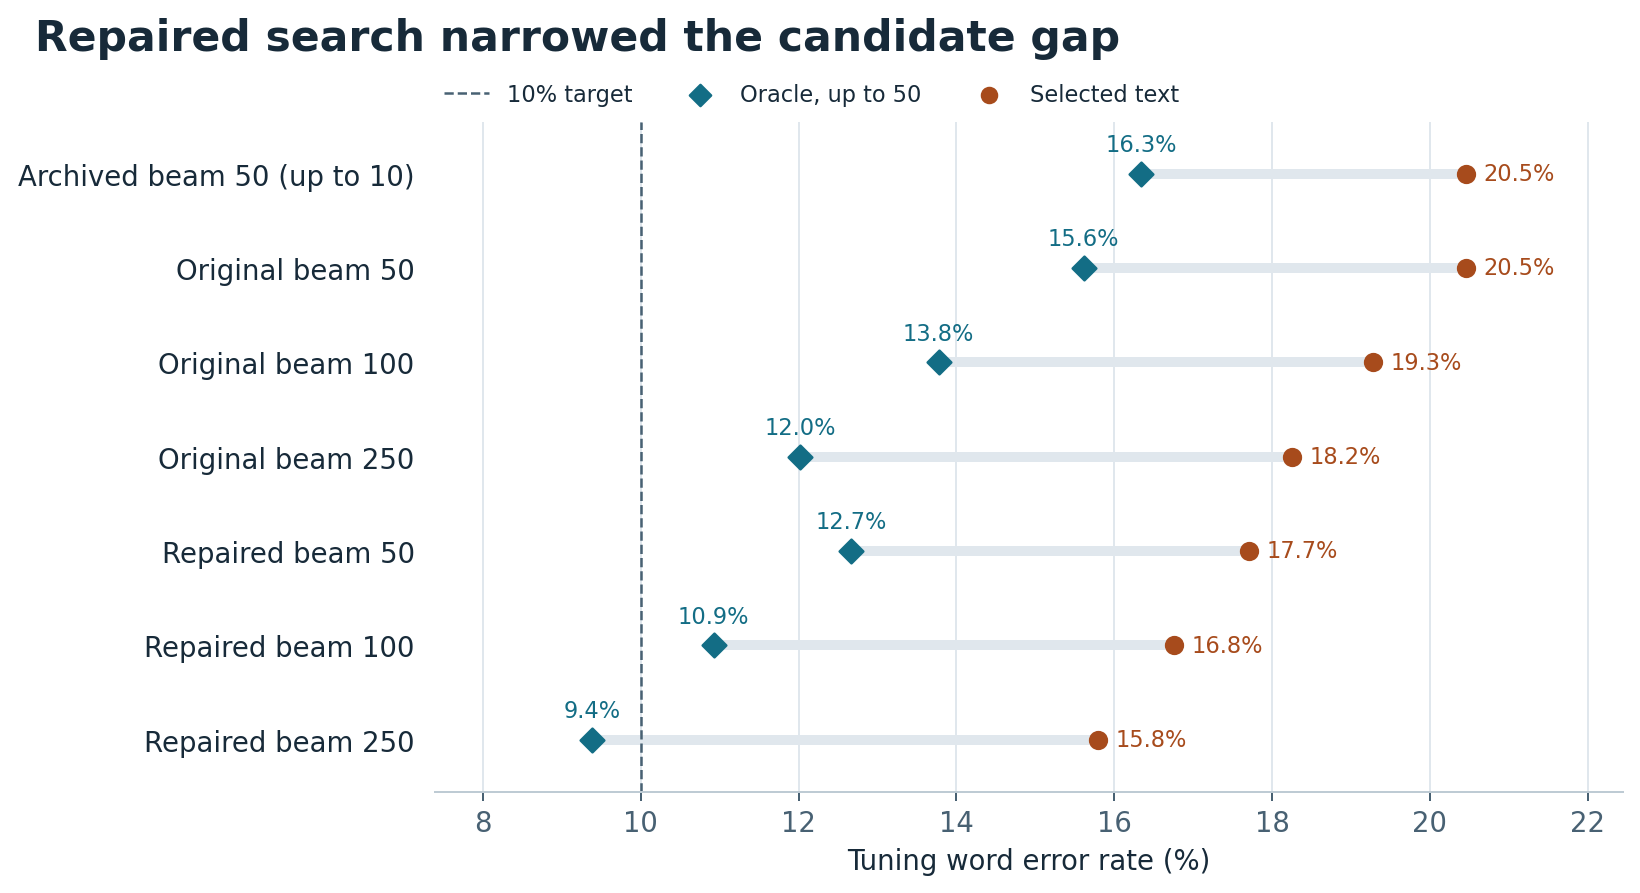 Repaired search narrowed the candidate gap
10% target Oracle, up to 50 Selected text
Archived beam 50 (up to 10) 16.3% 20.5%
Original beam 50 15.6% 20.5%
Original beam 100 13.8% 19.3%
Original beam 250 12.0% 18.2%
Repaired beam 50 12.7% 17.7%
Repaired beam 100 10.9% 16.8%
Repaired beam 250 9.4% 15.8%
8 10 12 14 16 18 20 22
Tuning word error rate (%)